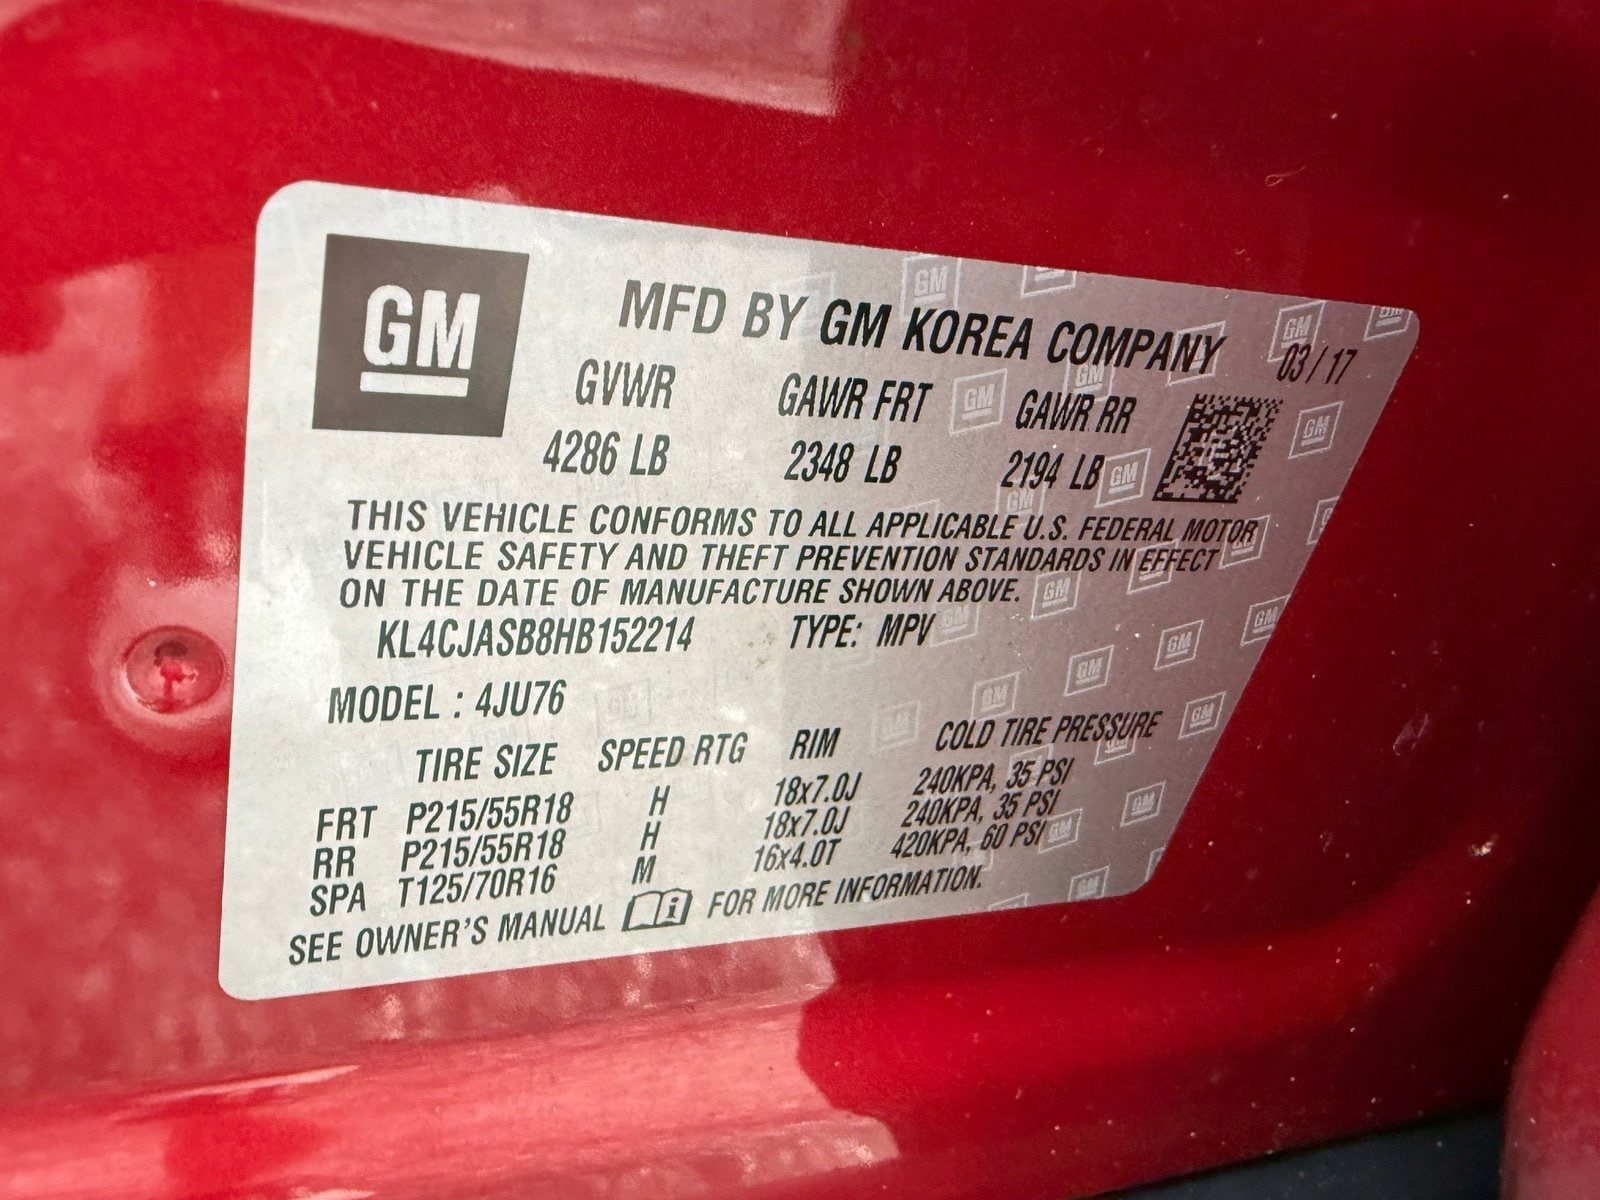 GM
MFD BY GM KOREA COMPANY 03/17
GVWR GAWR FRT GAWR RR
4286 LB 2348 LB 2194 LB
THIS VEHICLE CONFORMS TO ALL APPLICABLE U.S. FEDERAL MOTOR
VEHICLE SAFETY AND THEFT PREVENTION STANDARDS IN EFFECT
ON THE DATE OF MANUFACTURE SHOWN ABOVE.
KL4CJASB8HB152214 TYPE: MPV
MODEL : 4JU76
TIRE SIZE SPEED RTG RIM COLD TIRE PRESSURE
FRT P215/55R18 H 18x7.0J 240KPA, 35 PSI
RR P215/55R18 H 18x7.0J 240KPA, 35 PSI
SPA T125/70R16 M 16x4.0T 420KPA, 60 PSI
SEE OWNER'S MANUAL FOR MORE INFORMATION.